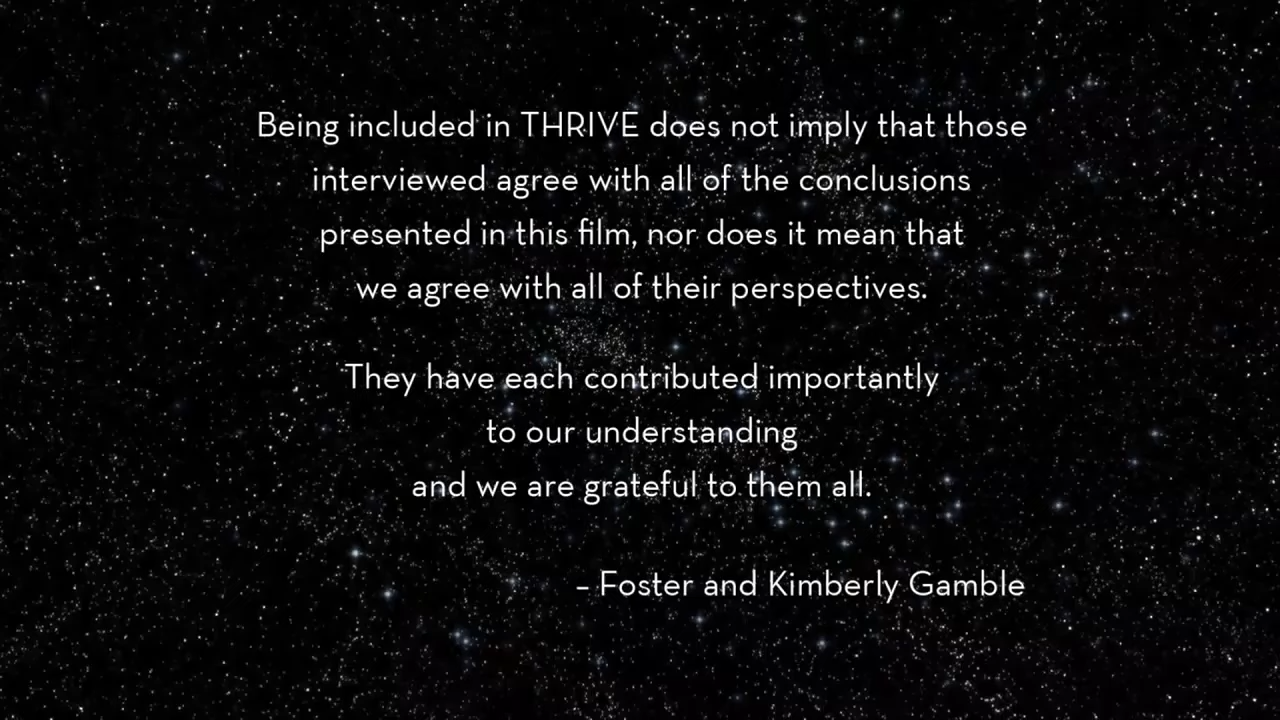 Being included in THRIVE does not imply that those
interviewed agree with all of the conclusions
presented in this film, nor does it mean that
we agree with all of their perspectives.
They have each contributed importantly
to our understanding
and we are grateful to them all.
– Foster and Kimberly Gamble